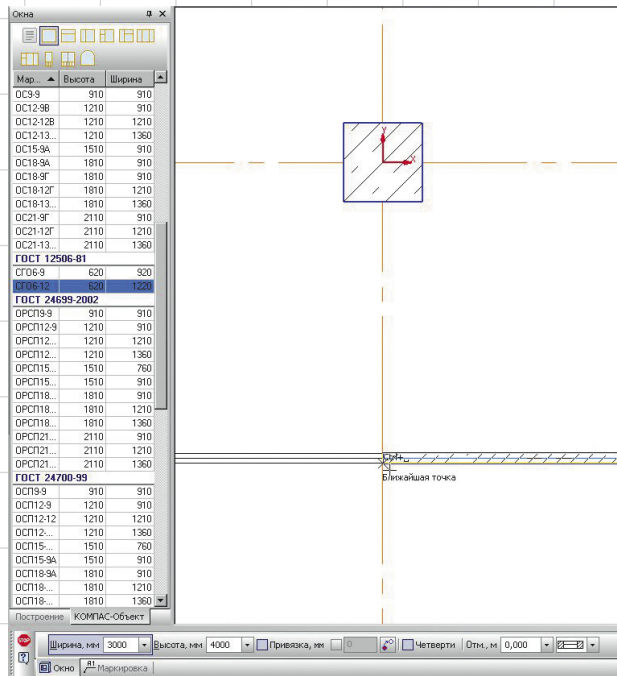 Окна
Мар... Высота Ширина
ОС9-9 910 910
ОС12-9В 1210 910
ОС12-12В 1210 1210
ОС12-13... 1210 1360
ОС15-9А 1510 910
ОС18-9А 1810 910
ОС18-9Г 1810 910
ОС18-12Г 1810 1210
ОС18-13... 1810 1360
ОС21-9Г 2110 910
ОС21-12Г 2110 1210
ОС21-13... 2110 1360
ГОСТ 12506-81
СГО6-9 620 920
СГО6-12 620 1220
ГОСТ 24699-2002
ОРСП9-9 910 910
ОРСП12-9 1210 910
ОРСП12... 1210 1210
ОРСП12... 1210 1360
ОРСП15... 1510 760
ОРСП15... 1510 910
ОРСП18... 1810 910
ОРСП18... 1810 1210
ОРСП18... 1810 1360
ОРСП21... 2110 910
ОРСП21... 2110 1210
ОРСП21... 2110 1360
ГОСТ 24700-99
ОСП9-9 910 910
ОСП12-9 1210 910
ОСП12-12 1210 1210
ОСП12-... 1210 1360
ОСП15-... 1510 760
ОСП15-9А 1510 910
ОСП18-9А 1810 910
ОСП18-... 1810 1210
ОСП18-... 1810 1360
Построение КОМПАС-Объект
Y
X
Ближайшая точка
STOP Ширина, мм 3000 Высота, мм 4000 Привязка, мм 0 Четверти Отм., м 0,000
Окно A1 Маркировка